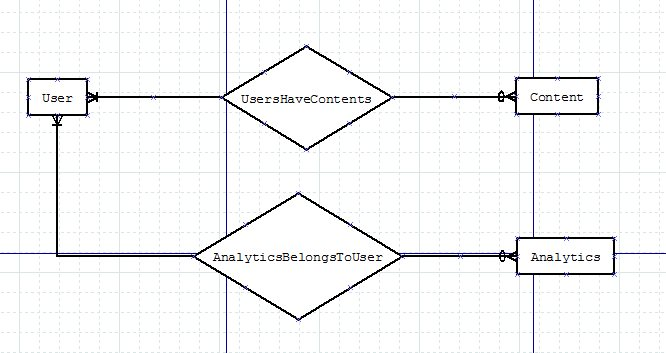 User
UsersHaveContents
Content
AnalyticsBelongsToUser
Analytics